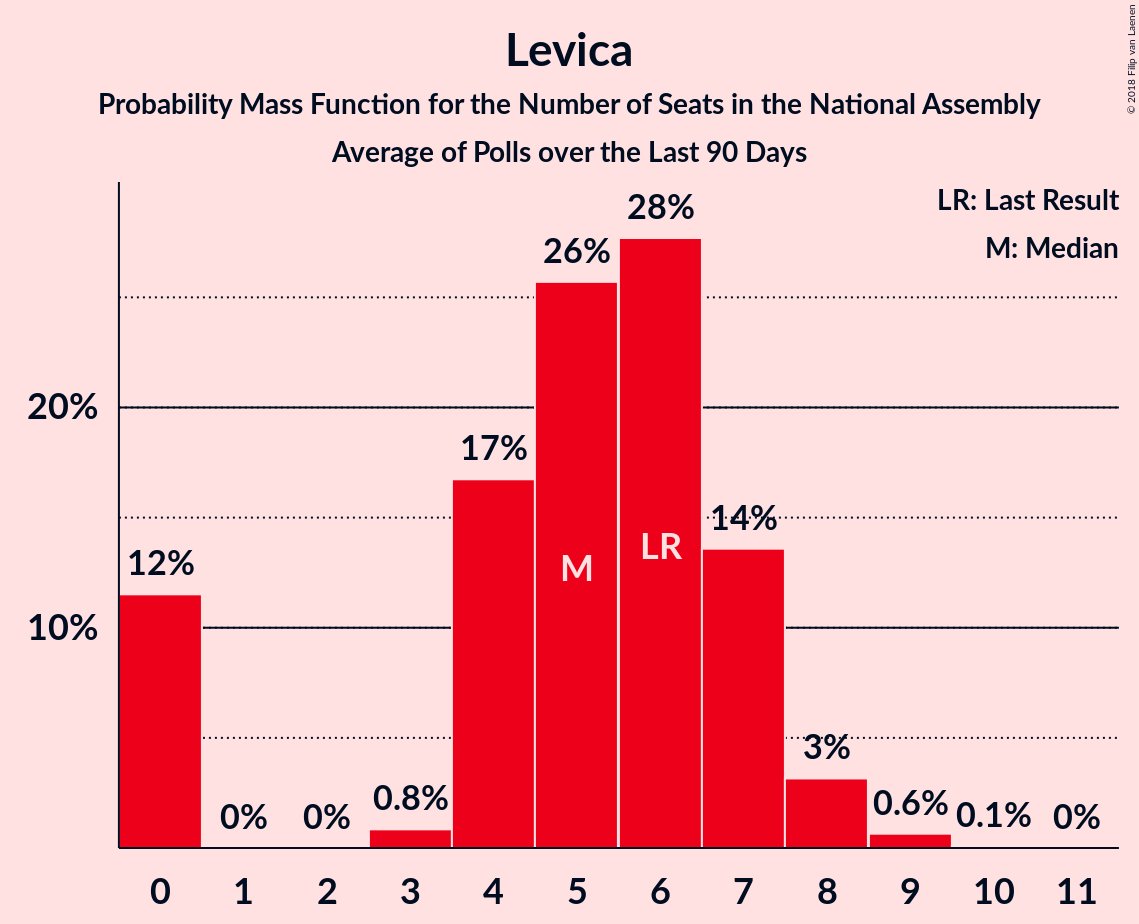 Levica
Probability Mass Function for the Number of Seats in the National Assembly
Average of Polls over the Last 90 Days
© 2018 Filip van Laenen
LR: Last Result
M: Median
28%
26%
20%
17%
14%
12%
LR
M
10%
3%
0.8%
0.6%
0.1%
0%
0%
0%
0 1 2 3 4 5 6 7 8 9 10 11